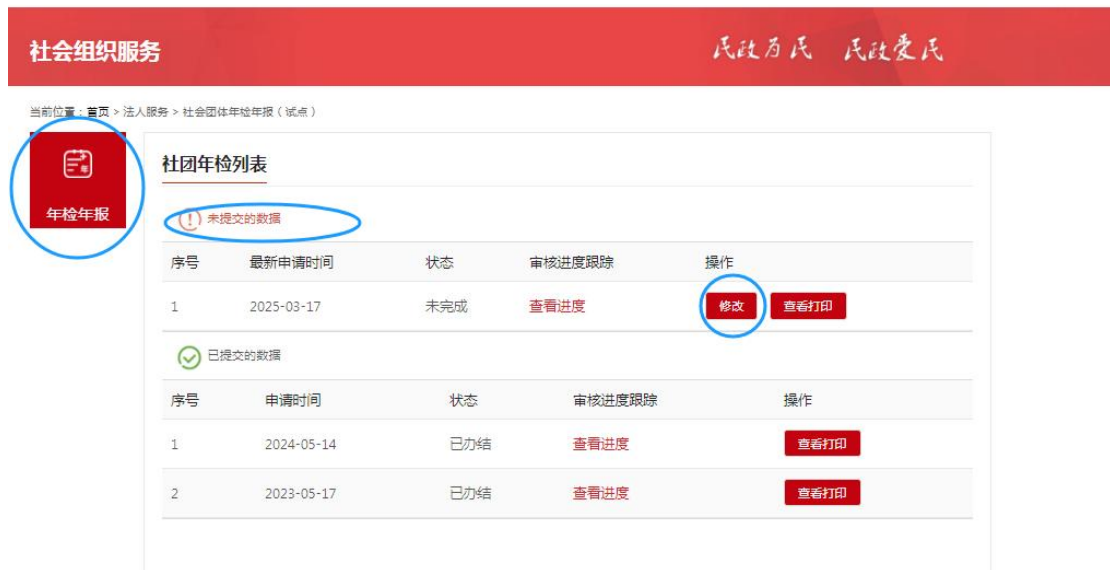 社会组织服务
民政为民 民政爱民
当前位置：首页 > 法人服务 > 社会团体年检年报（试点）
年检年报
社团年检列表
未提交的数据
序号 最新申请时间 状态 审核进度跟踪 操作
1 2025-03-17 未完成 查看进度 修改 查看打印
已提交的数据
序号 申请时间 状态 审核进度跟踪 操作
1 2024-05-14 已办结 查看进度 查看打印
2 2023-05-17 已办结 查看进度 查看打印